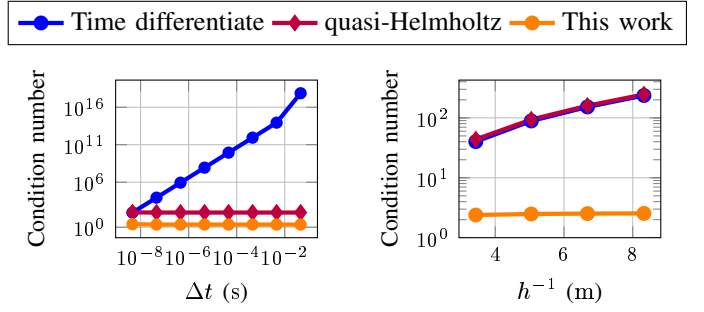 Time differentiate quasi-Helmholtz This work
Condition number
10^16
10^11
10^6
10^0
10^−8 10^−6 10^−4 10^−2
Δt (s)
Condition number
10^2
10^1
10^0
4 6 8
h^−1 (m)